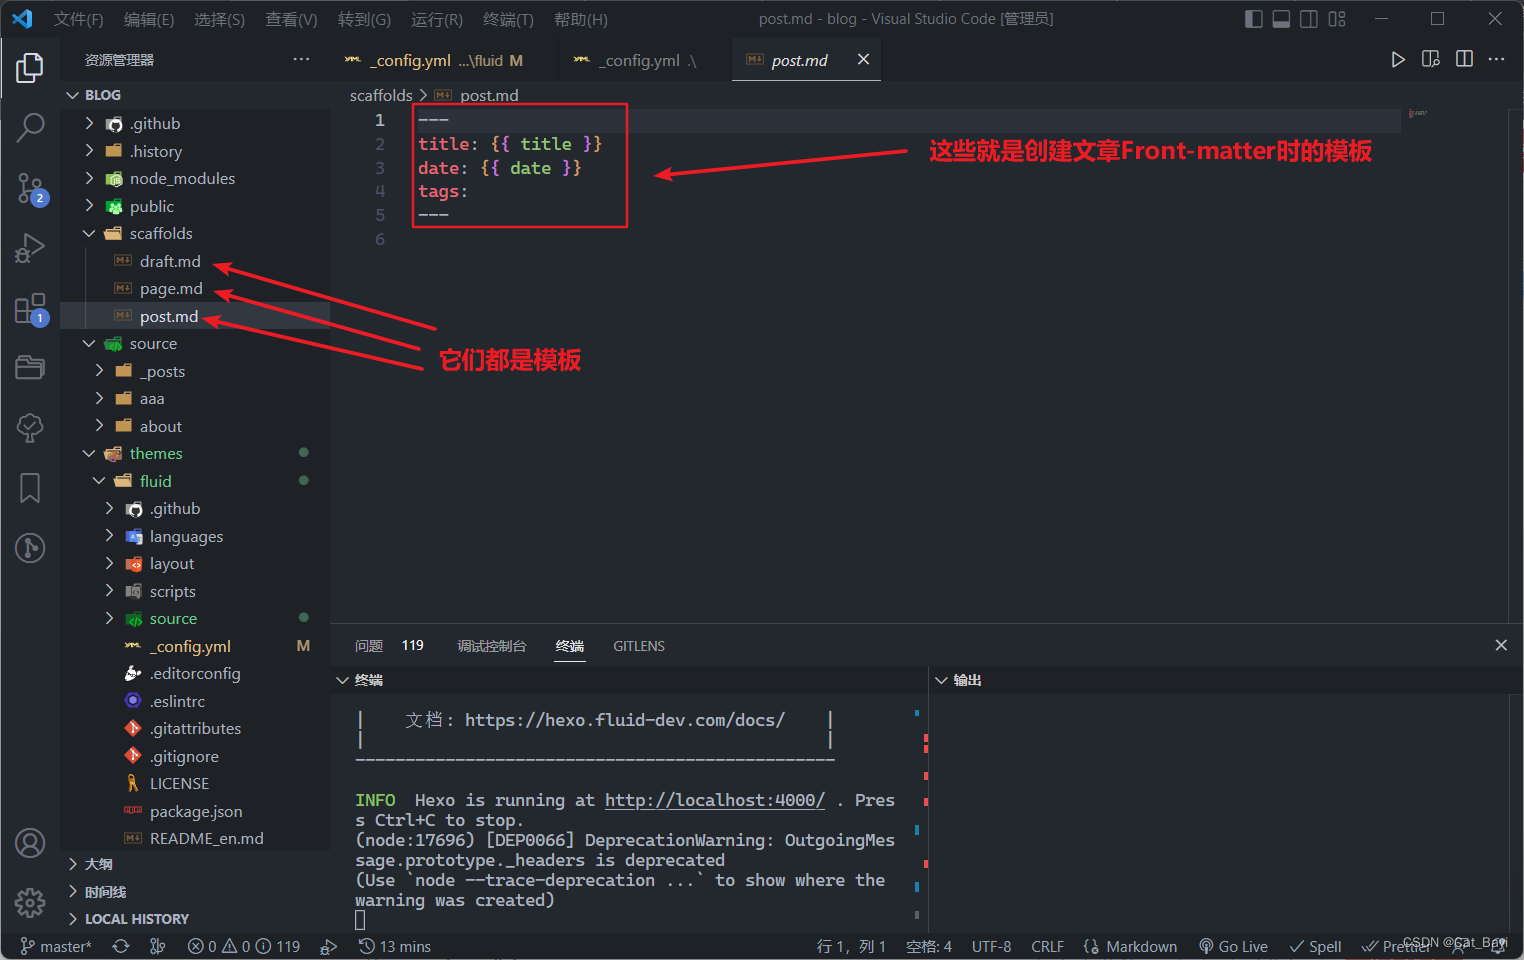 文件(F) 编辑(E) 选择(S) 查看(V) 转到(G) 运行(R) 终端(T) 帮助(H) post.md - blog - Visual Studio Code [管理员]
资源管理器 ···
_config.yml ...\fluid M
_config.yml .\
post.md
scaffolds > post.md
BLOG
.github
.history
node_modules
public
scaffolds
draft.md
page.md
post.md
source
_posts
aaa
about
themes
fluid
.github
languages
layout
scripts
source
_config.yml M
.editorconfig
.eslintrc
.gitattributes
.gitignore
LICENSE
package.json
README_en.md
大纲
时间线
LOCAL HISTORY
2
1
1 ---
2 title: {{ title }}
3 date: {{ date }}
4 tags:
5 ---
6
这些就是创建文章Front-matter时的模板
它们都是模板
问题 119 调试控制台 终端 GITLENS
终端
输出
| 文档: https://hexo.fluid-dev.com/docs/ |
| |
------------------------------------------------
INFO Hexo is running at http://localhost:4000/ . Pres
s Ctrl+C to stop.
(node:17696) [DEP0066] DeprecationWarning: OutgoingMes
sage.prototype._headers is deprecated
(Use `node --trace-deprecation ...` to show where the
warning was created)
master* 0 0 119 13 mins 行 1，列 1 空格: 4 UTF-8 CRLF Markdown Go Live Spell Prettier